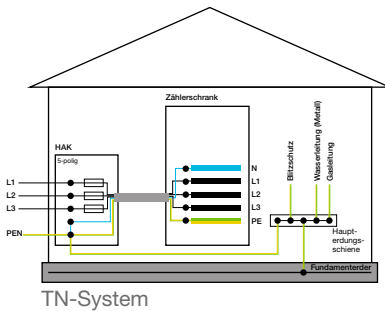 Zählerschrank
HAK
5-polig
L1
L2
L3
PEN
N
L1
L2
L3
PE
Blitzschutz
Wasserleitung (Metall)
Gasleitung
Haupt-
erdungs-
schiene
Fundamenterder
TN-System